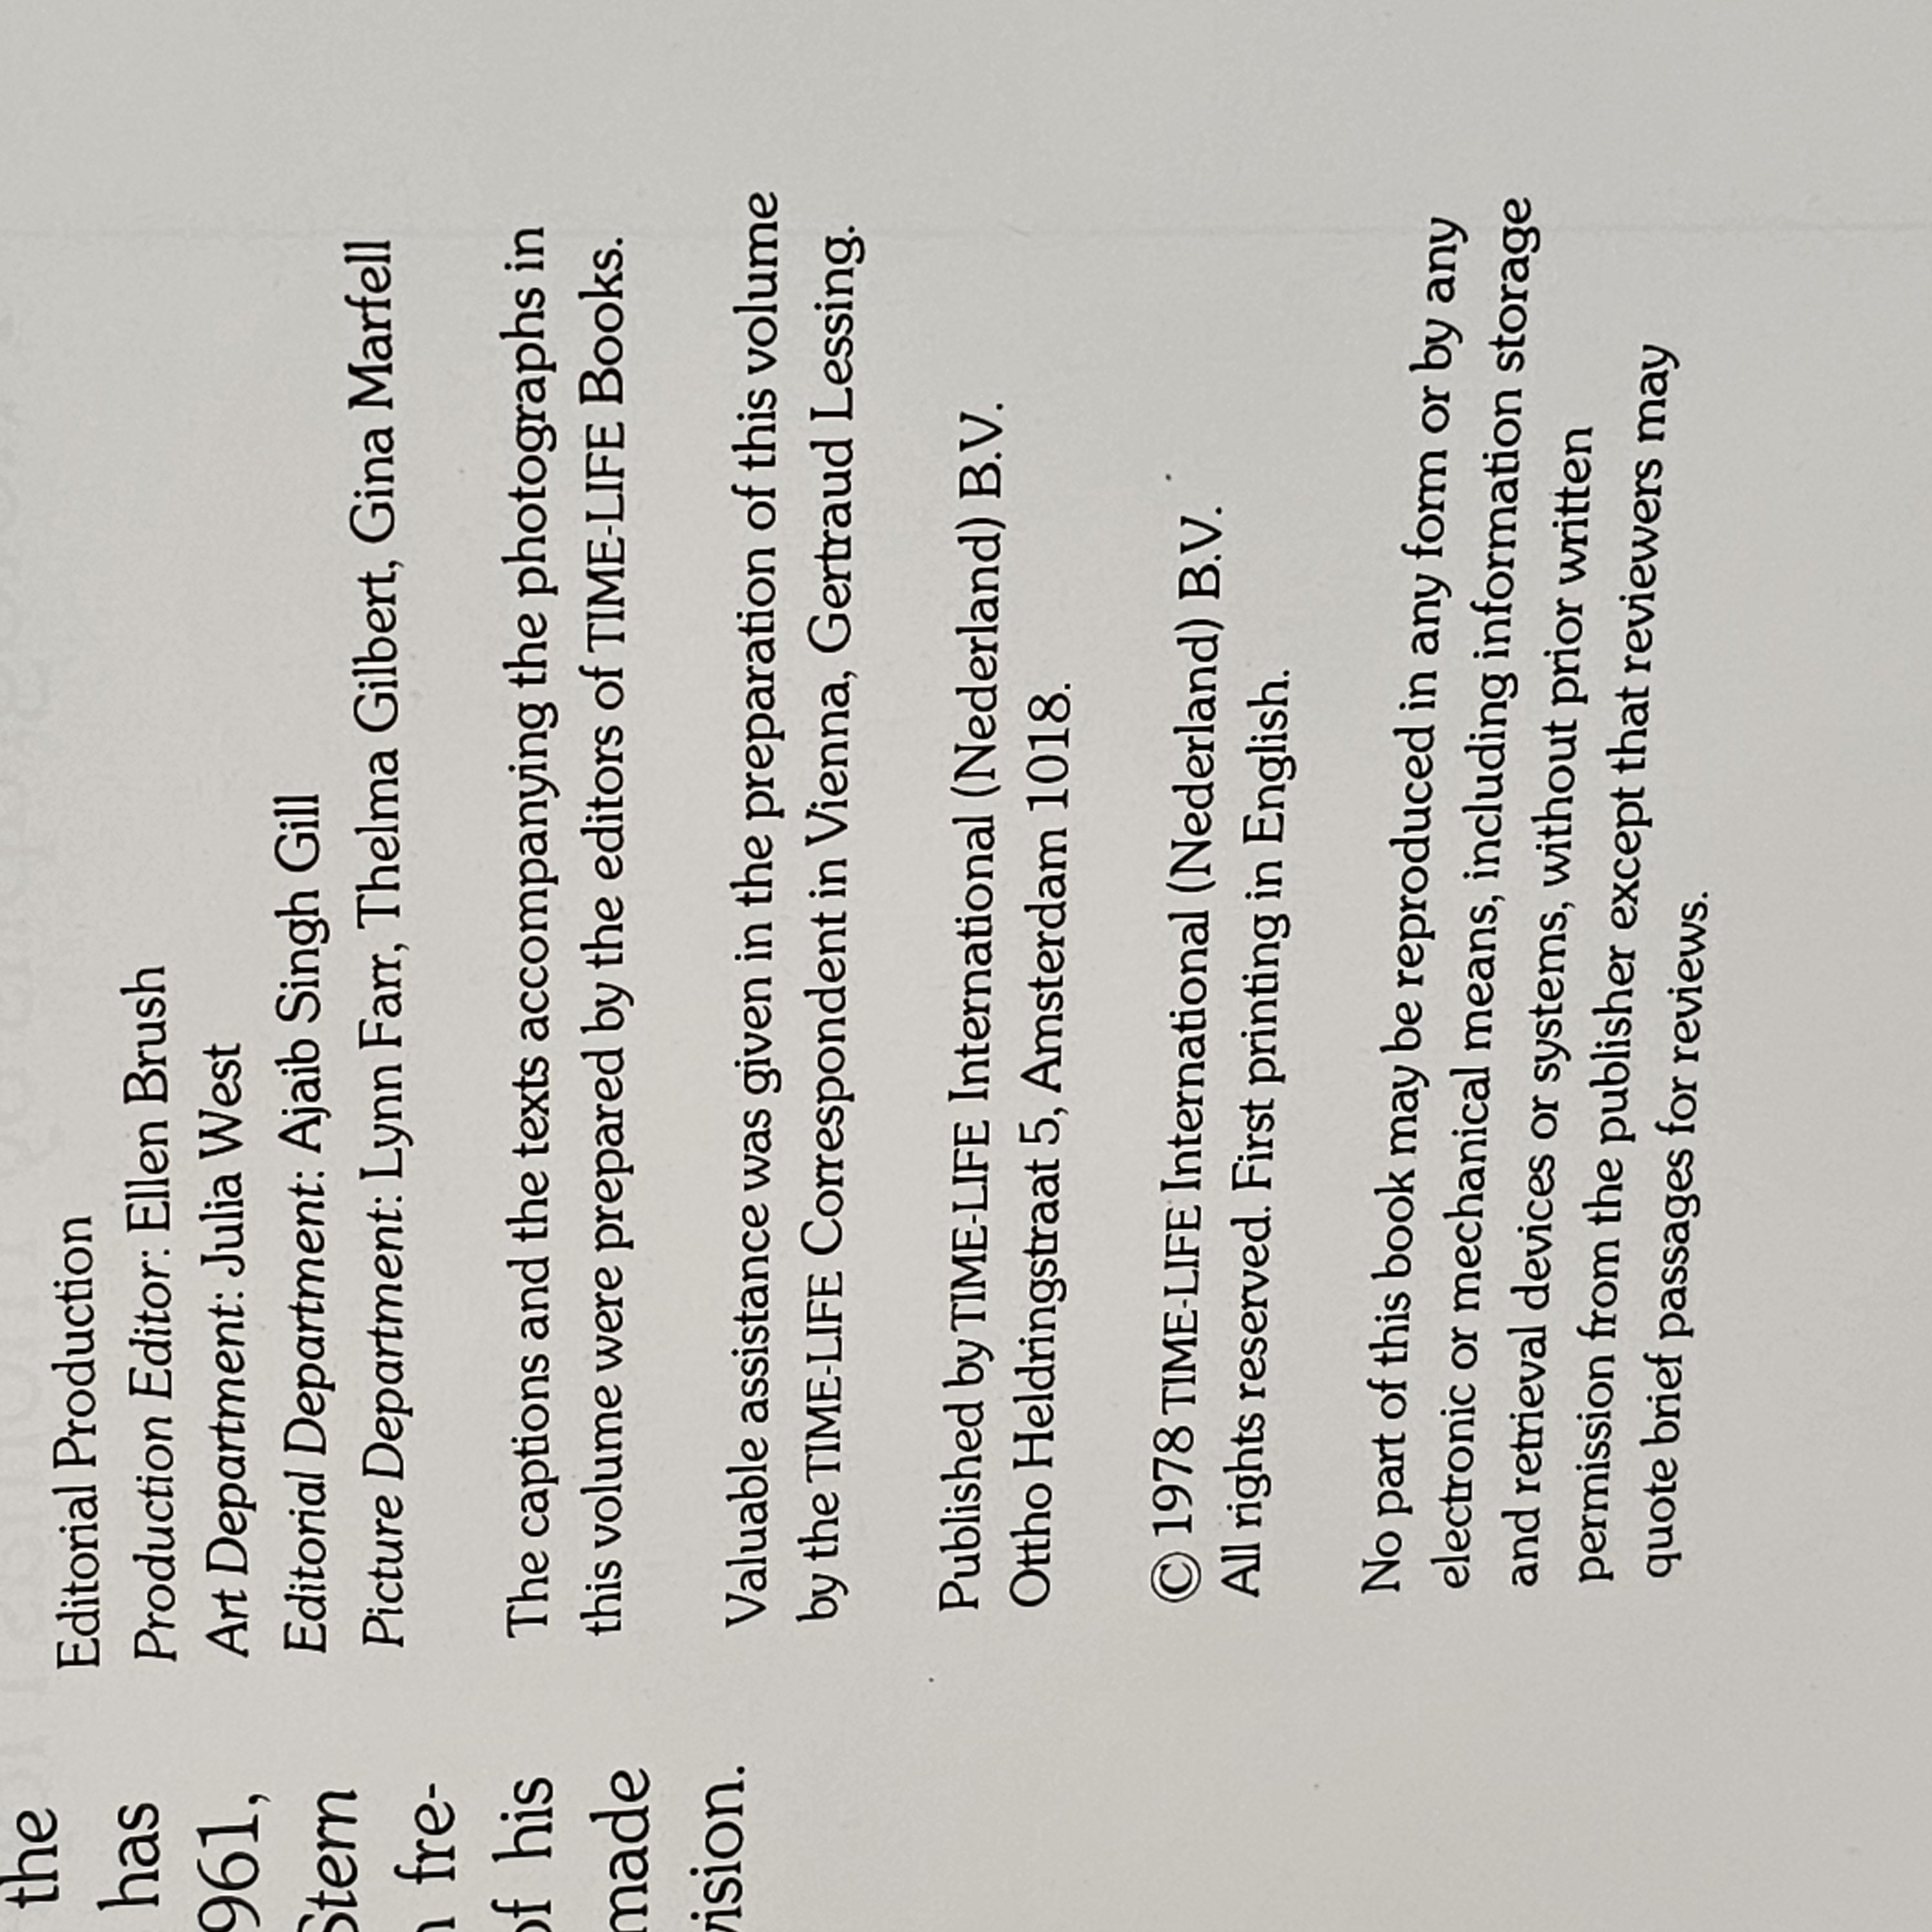 the
has
961,
Stern
fre-
of his
made
vision.
Editorial Production
Production Editor: Ellen Brush
Art Department: Julia West
Editorial Department: Ajaib Singh Gill
Picture Department: Lynn Farr, Thelma Gilbert, Gina Marfell
The captions and the texts accompanying the photographs in
this volume were prepared by the editors of TIME-LIFE Books.
Valuable assistance was given in the preparation of this volume
by the TIME-LIFE Correspondent in Vienna, Gertraud Lessing.
Published by TIME-LIFE International (Nederland) B.V.
Ottho Heldringstraat 5, Amsterdam 1018.
© 1978 TIME-LIFE International (Nederland) B.V.
All rights reserved. First printing in English.
No part of this book may be reproduced in any form or by any
electronic or mechanical means, including information storage
and retrieval devices or systems, without prior written
permission from the publisher except that reviewers may
quote brief passages for reviews.